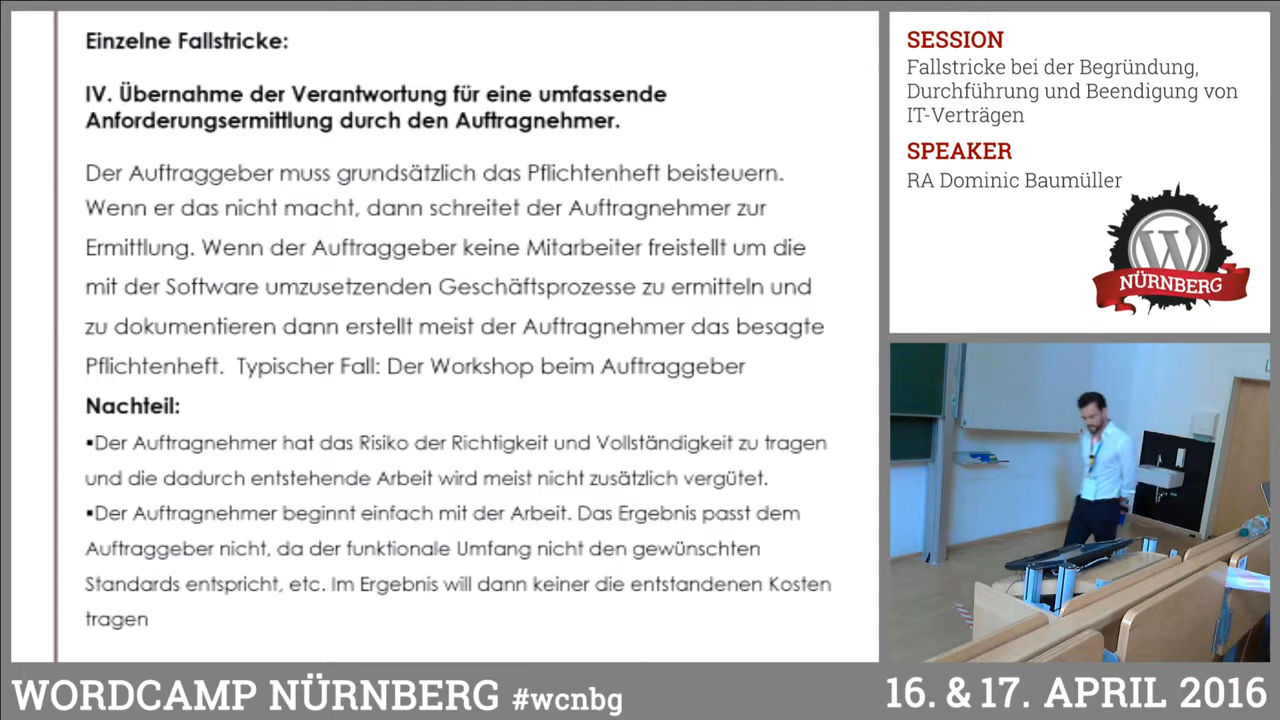 Einzelne Fallstricke:
IV. Übernahme der Verantwortung für eine umfassende
Anforderungsermittlung durch den Auftragnehmer.
Der Auftraggeber muss grundsätzlich das Pflichtenheft beisteuern.
Wenn er das nicht macht, dann schreitet der Auftragnehmer zur
Ermittlung. Wenn der Auftraggeber keine Mitarbeiter freistellt um die
mit der Software umzusetzenden Geschäftsprozesse zu ermitteln und
zu dokumentieren dann erstellt meist der Auftragnehmer das besagte
Pflichtenheft. Typischer Fall: Der Workshop beim Auftraggeber
Nachteil:
▪Der Auftragnehmer hat das Risiko der Richtigkeit und Vollständigkeit zu tragen
und die dadurch entstehende Arbeit wird meist nicht zusätzlich vergütet.
▪Der Auftragnehmer beginnt einfach mit der Arbeit. Das Ergebnis passt dem
Auftraggeber nicht, da der funktionale Umfang nicht den gewünschten
Standards entspricht, etc. Im Ergebnis will dann keiner die entstandenen Kosten
tragen
SESSION
Fallstricke bei der Begründung,
Durchführung und Beendigung von
IT-Verträgen
SPEAKER
RA Dominic Baumüller
W
NÜRNBERG
WORDCAMP NÜRNBERG #wcnbg
16. & 17. APRIL 2016